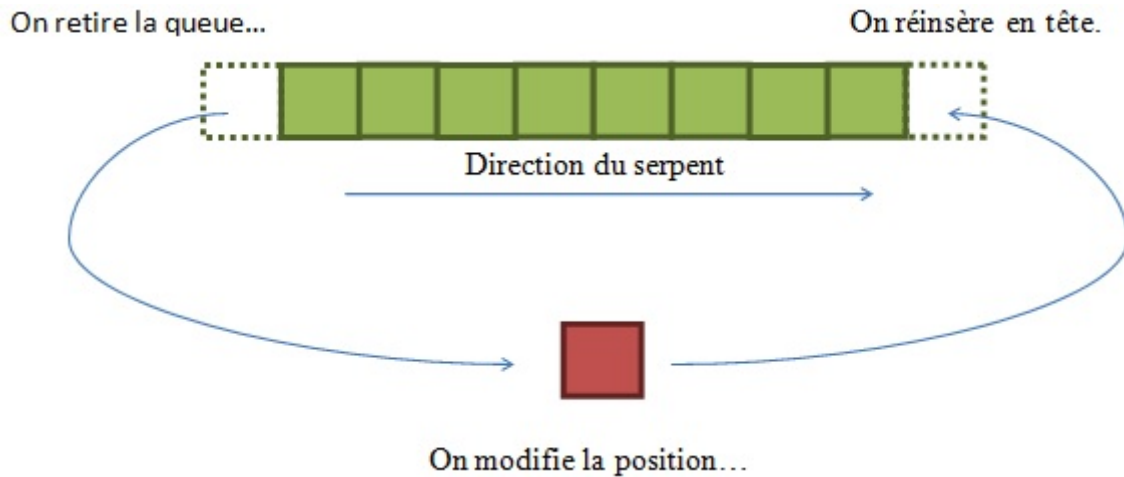 On retire la queue...
On réinsère en tête.
Direction du serpent
On modifie la position…